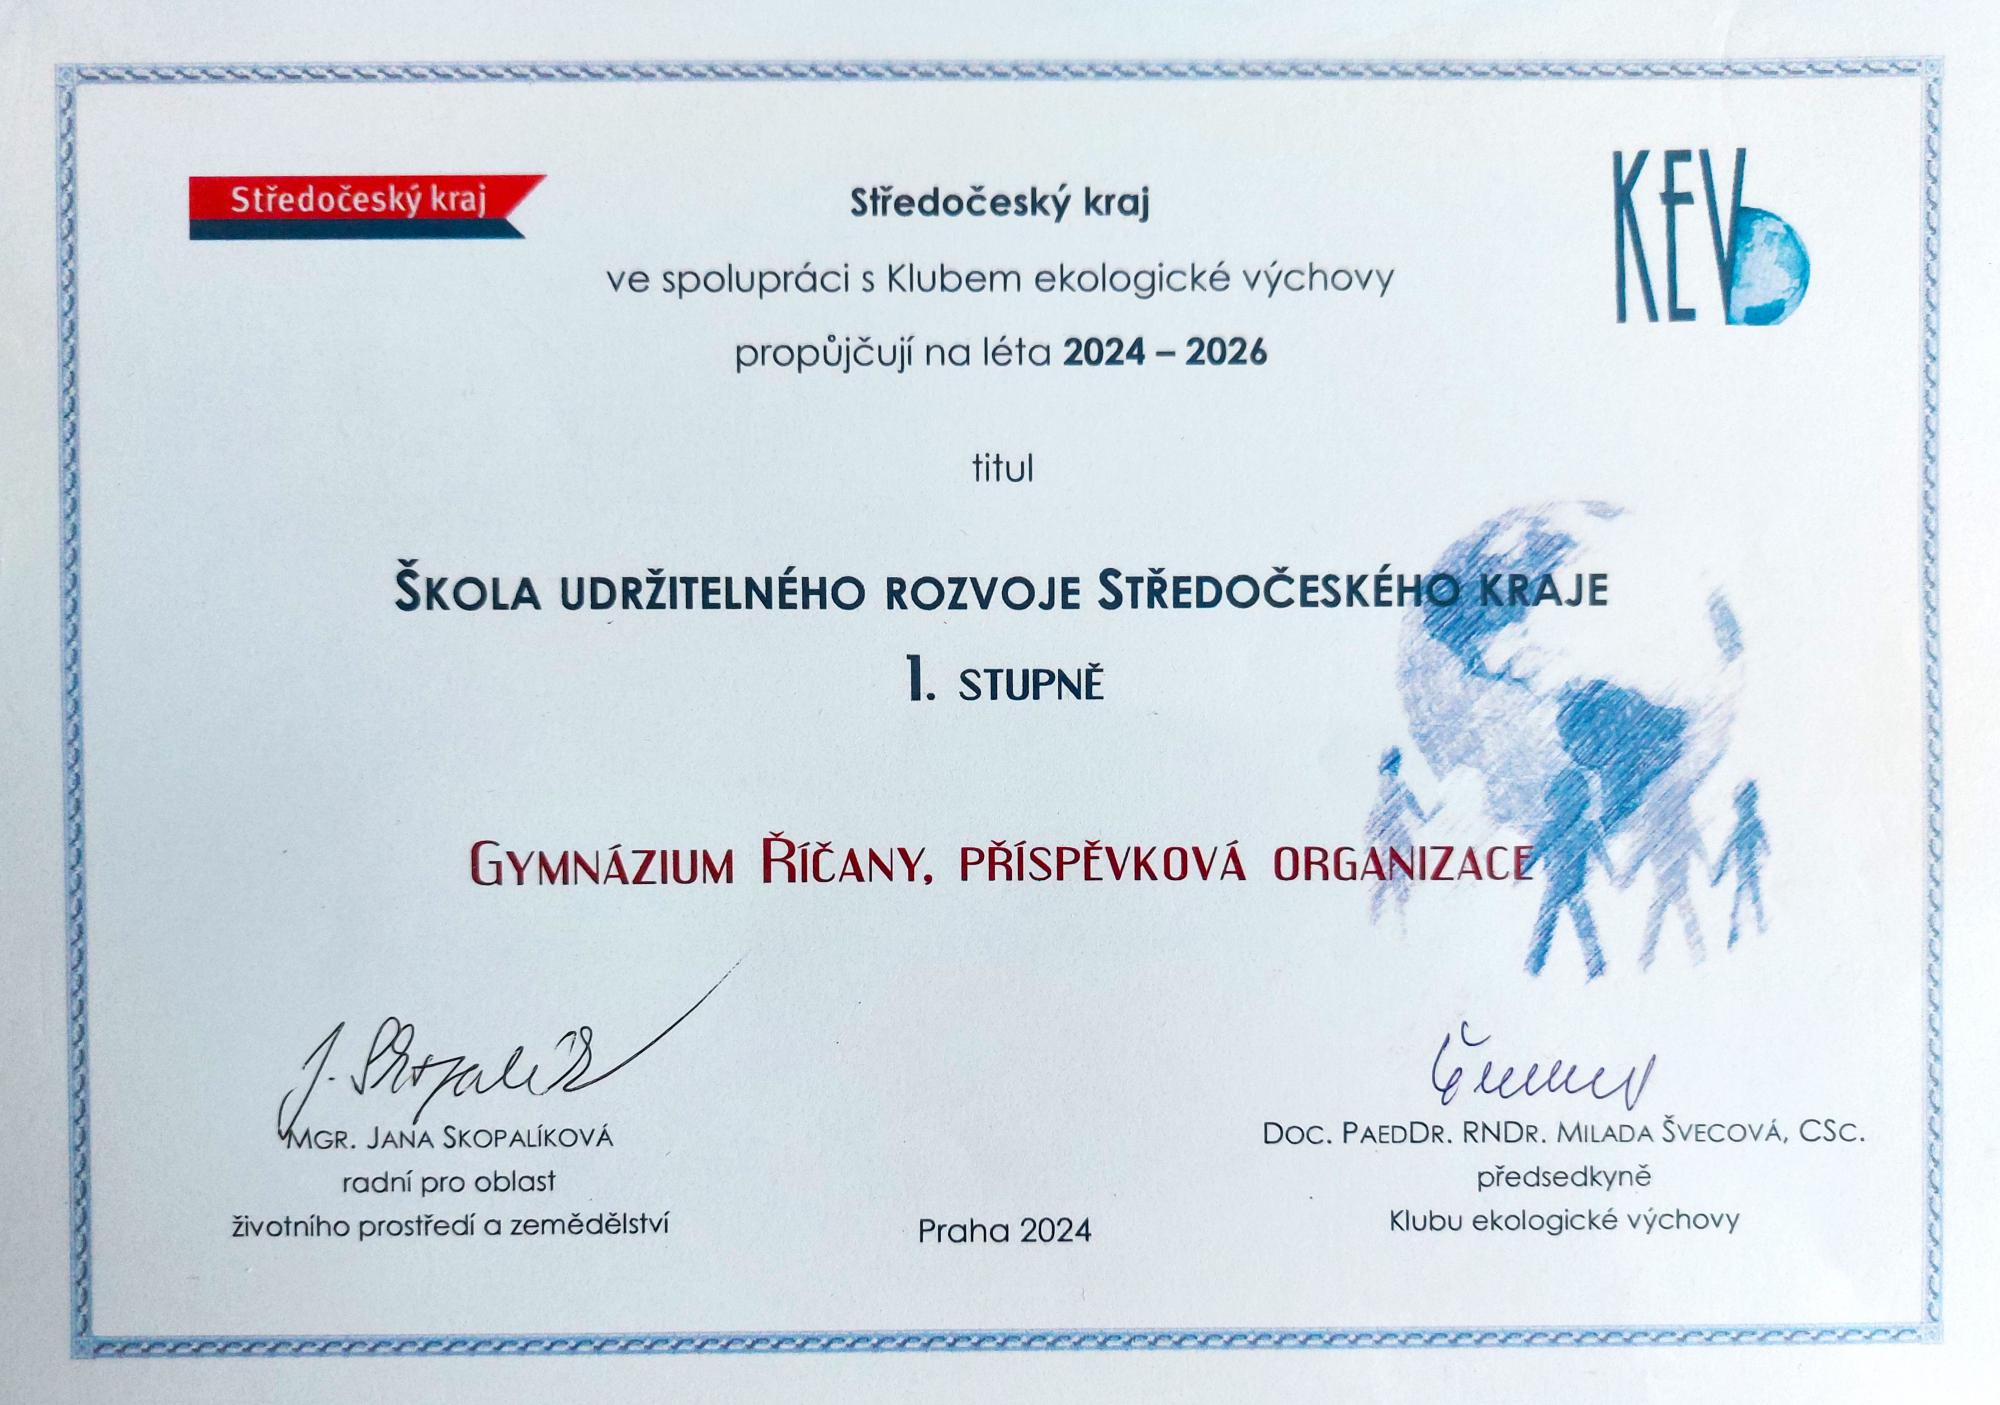 Středočeský kraj
KEV
Středočeský kraj
ve spolupráci s Klubem ekologické výchovy
propůjčují na léta 2024 – 2026
titul
Škola udržitelného rozvoje Středočeského kraje
1. stupně
Gymnázium Říčany, příspěvková organizace
J. Skopalík
Mgr. Jana Skopalíková
radní pro oblast
životního prostředí a zemědělství
Praha 2024
Doc. PaedDr. RNDr. Milada Švecová, CSc.
předsedkyně
Klubu ekologické výchovy